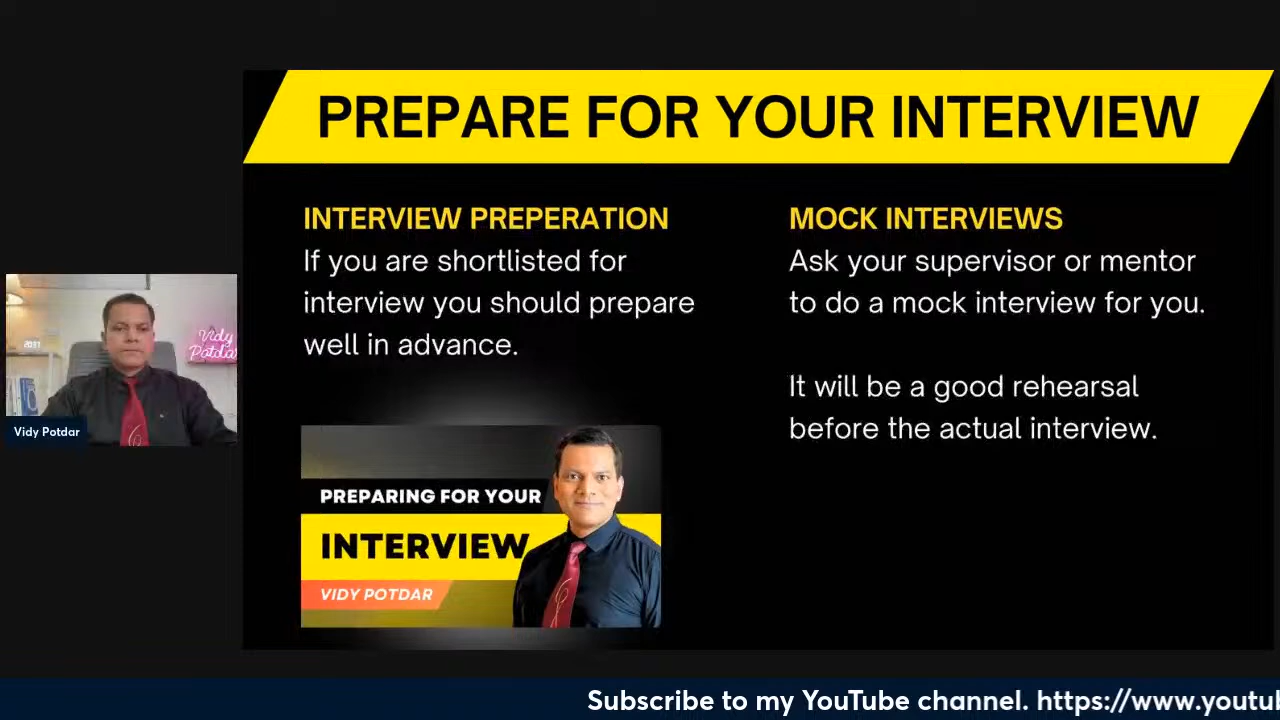 PREPARE FOR YOUR INTERVIEW
INTERVIEW PREPERATION
If you are shortlisted for
interview you should prepare
well in advance.
MOCK INTERVIEWS
Ask your supervisor or mentor
to do a mock interview for you.
It will be a good rehearsal
before the actual interview.
PREPARING FOR YOUR
INTERVIEW
VIDY POTDAR
Vidy
Potdar
Vidy Potdar
Subscribe to my YouTube channel. https://www.youtu